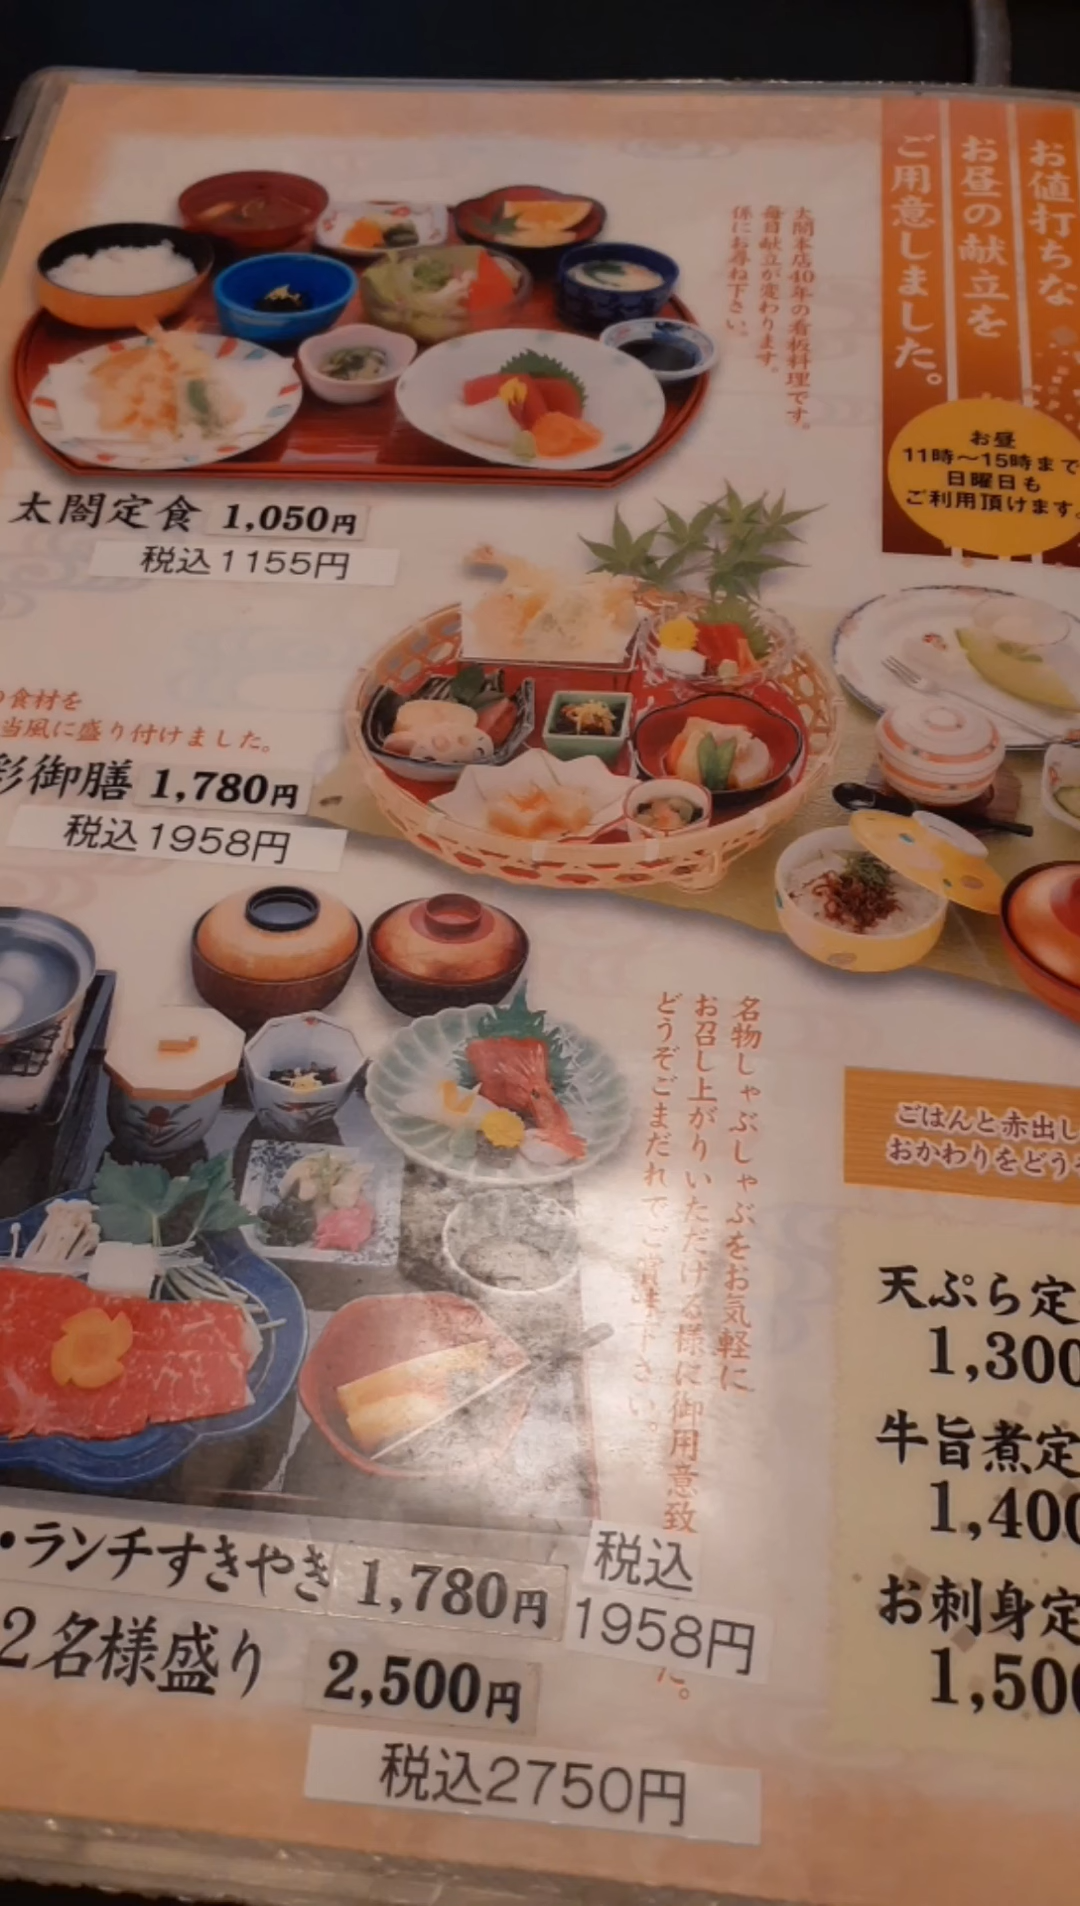 お値打ちな
お昼の献立を
ご用意しました。
お昼
11時〜15時まで
日曜日も
ご利用頂けます。
太閤本店40年の看板料理です。
毎日献立が変わります。
係にお尋ね下さい。
太閤定食 1,050円
税込1155円
食材を
当風に盛り付けました。
彩御膳 1,780円
税込1958円
名物しゃぶしゃぶをお気軽に
お召し上がりいただける様に御用意致
た。
どうぞごまだれでご賞味下さい。
・ランチすきやき 1,780円
税込
1958円
2名様盛り 2,500円
税込2750円
ごはんと赤出し
おかわりをどう
天ぷら定
1,300
牛旨煮定
1,400
お刺身定
1,500